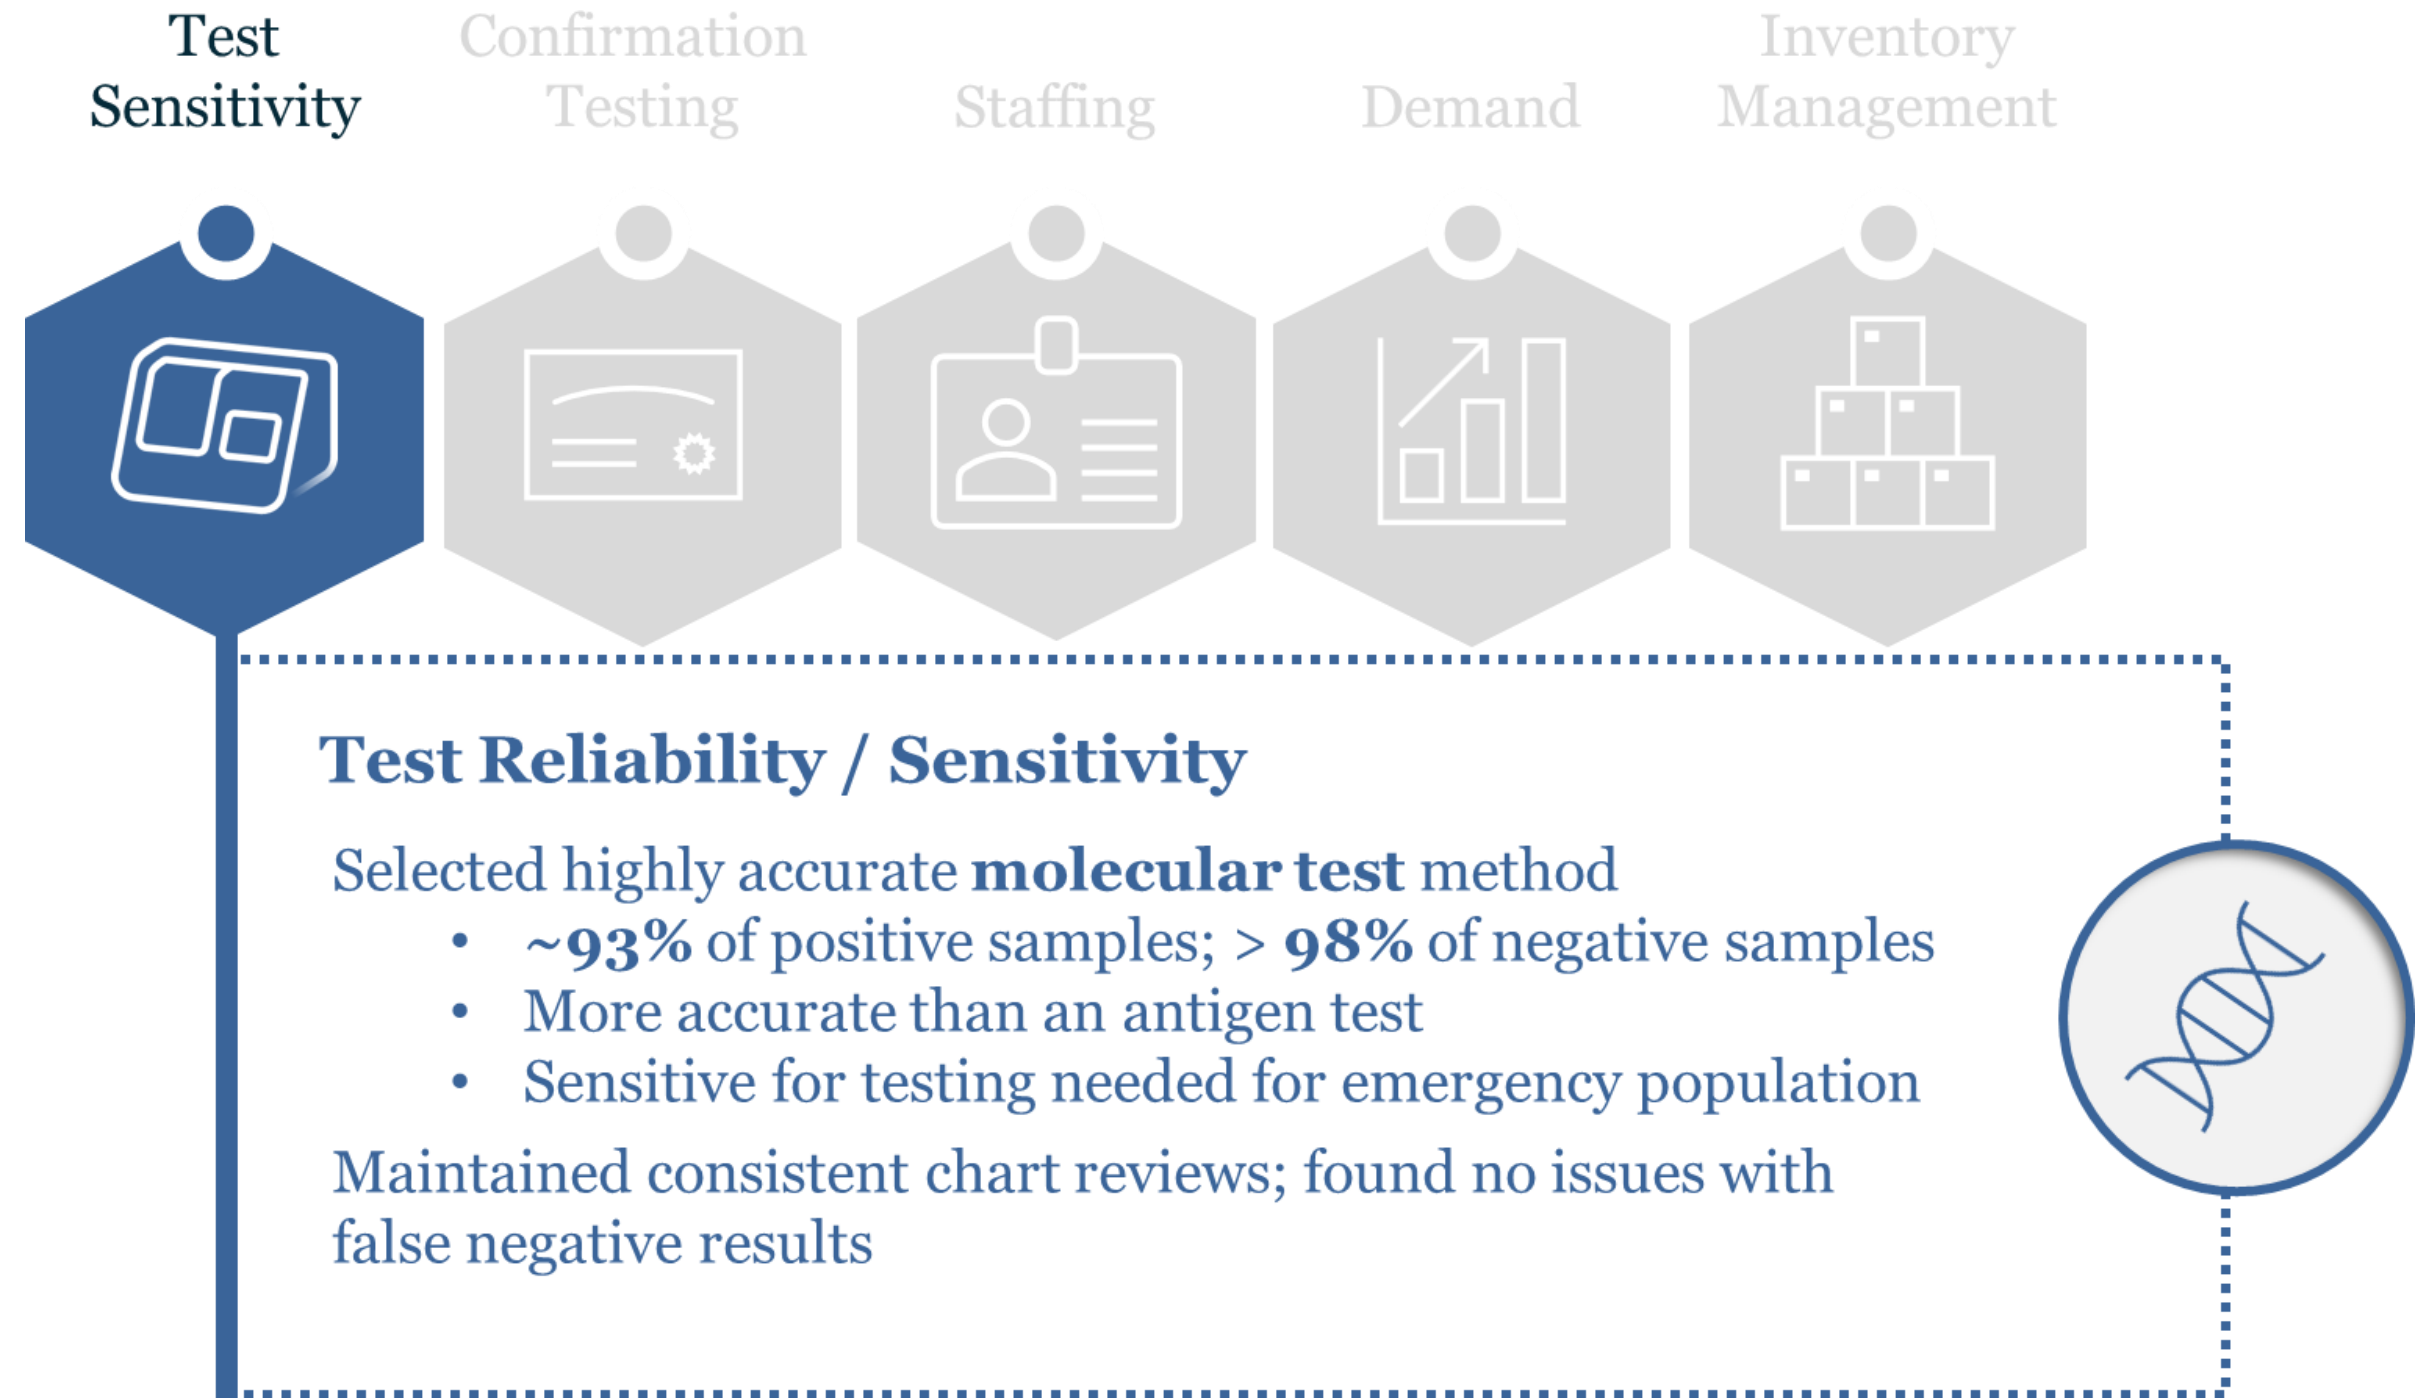 Test
Sensitivity
Confirmation
Testing
Staffing
Demand
Inventory
Management
Test Reliability / Sensitivity
Selected highly accurate molecular test method
• ~93% of positive samples; > 98% of negative samples
• More accurate than an antigen test
• Sensitive for testing needed for emergency population
Maintained consistent chart reviews; found no issues with
false negative results